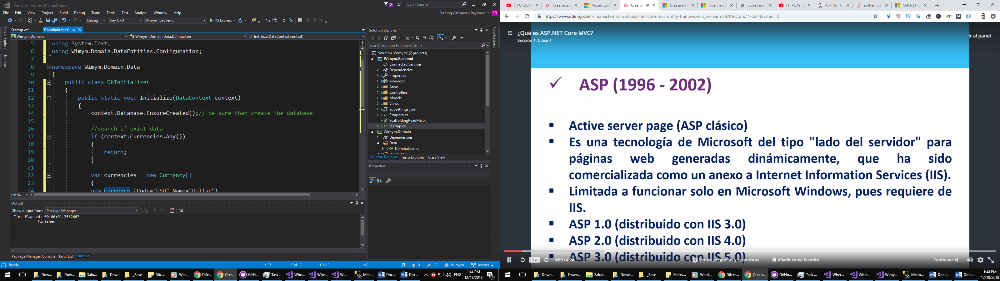 Wimym - Microsoft Visual Studio
2
Quick Launch
File Edit View Project Build Debug Team Tools Test Analyze Window Help
Starling Germosen Reynoso SR
Debug Any CPU Wimym.Backend IIS Express
Server Explorer
Toolbox
Startup.cs* DbInitializer.cs*
Wimym.Domain Wimym.Domain.Data.DbInitializer Initialize(DataContext context)
5 using System.Text;
6 using Wimym.Domain.DataEntities.Configuration;
7
8 namespace Wimym.Domain.Data
9 {
10 public class DbInitializer
11 {
12 public static void Initialize(DataContext context)
13 {
14 context.Database.EnsureCreated();// be sure than create the database
15
16 //search if exist data
17 if (context.Currencies.Any())
18 {
19 return;
20 }
21
22 var currencies = new Currency[]
23 {
24 new Currency {Code="USD",Name="Dollar"},
146 %
Output
Show output from: Package Manager
Time Elapsed: 00:00:01.3552607
========== Finished ==========
Package Manager Console Error List Output
Ready Ln 25 Col 13 Ch 13 INS 0 82 Wimym master
Solution Explorer
Search Solution Explorer (Ctrl+;)
Solution 'Wimym' (2 projects)
Wimym.Backend
Connected Services
Dependencies
Properties
wwwroot
Areas
Controllers
Models
Views
appsettings.json
Program.cs
ScaffoldingReadMe.txt
Startup.cs
Wimym.Domain
Dependencies
Data
DbInitializer.cs
DataEntities
Solution Explorer Team Explorer Class View
Properties
Notifications
Dow... Dow... Salu... Dow... _Base Stic... Win... Dife... Crea... GitH... Task... Whe... Whe... Wi... Micr... Doc... Doc... ENG 1:44 PM 12/18/2018 1
(1) CRUD A Crea sistem Visual Studi Crea sis Create an A Overview o Code First (1) PLD's G ASP.NET Co authenticat ASP.NET Co
https://www.udemy.com/crea-sistemas-web-asp-net-core-mvc-entity-framework-ajax/learn/v4/t/lecture/7732442?start=0
¿Qué es ASP.NET Core MVC?
Sección 1, Clase 4
Ir al panel
ASP (1996 - 2002)
Active server page (ASP clásico)
Es una tecnología de Microsoft del tipo "lado del servidor" para
páginas web generadas dinámicamente, que ha sido
comercializada como un anexo a Internet Information Services (IIS).
Limitada a funcionar solo en Microsoft Windows, pues requiere de
IIS.
ASP 1.0 (distribuido con IIS 3.0)
ASP 2.0 (distribuido con IIS 4.0)
ASP 3.0 (distribuido con IIS 5.0)
1x 0:09 / 4:24 Ver las preguntas y respuestas Añadir como favorito Continuar
Down... Down... Salud... Down... _Base Sticky... Wind... Difere... Crea s... GitHu... Task ... Wher... Wher... Wimy... Micro... Docu... Docu... 1:44 PM 12/18/2018